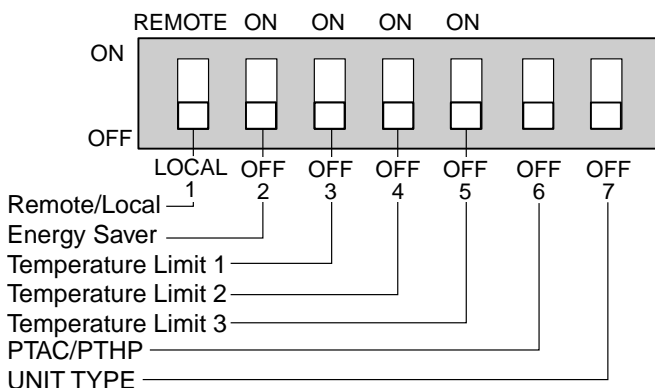 REMOTE ON ON ON ON
ON
OFF
LOCAL OFF OFF OFF OFF OFF OFF
1 2 3 4 5 6 7
Remote/Local
Energy Saver
Temperature Limit 1
Temperature Limit 2
Temperature Limit 3
PTAC/PTHP
UNIT TYPE